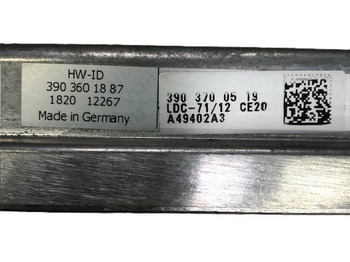 HW-ID
390 360 18 87
1820 12267
Made in Germany
390 370 05 19
LDC-71/12 CE20
A49402A3